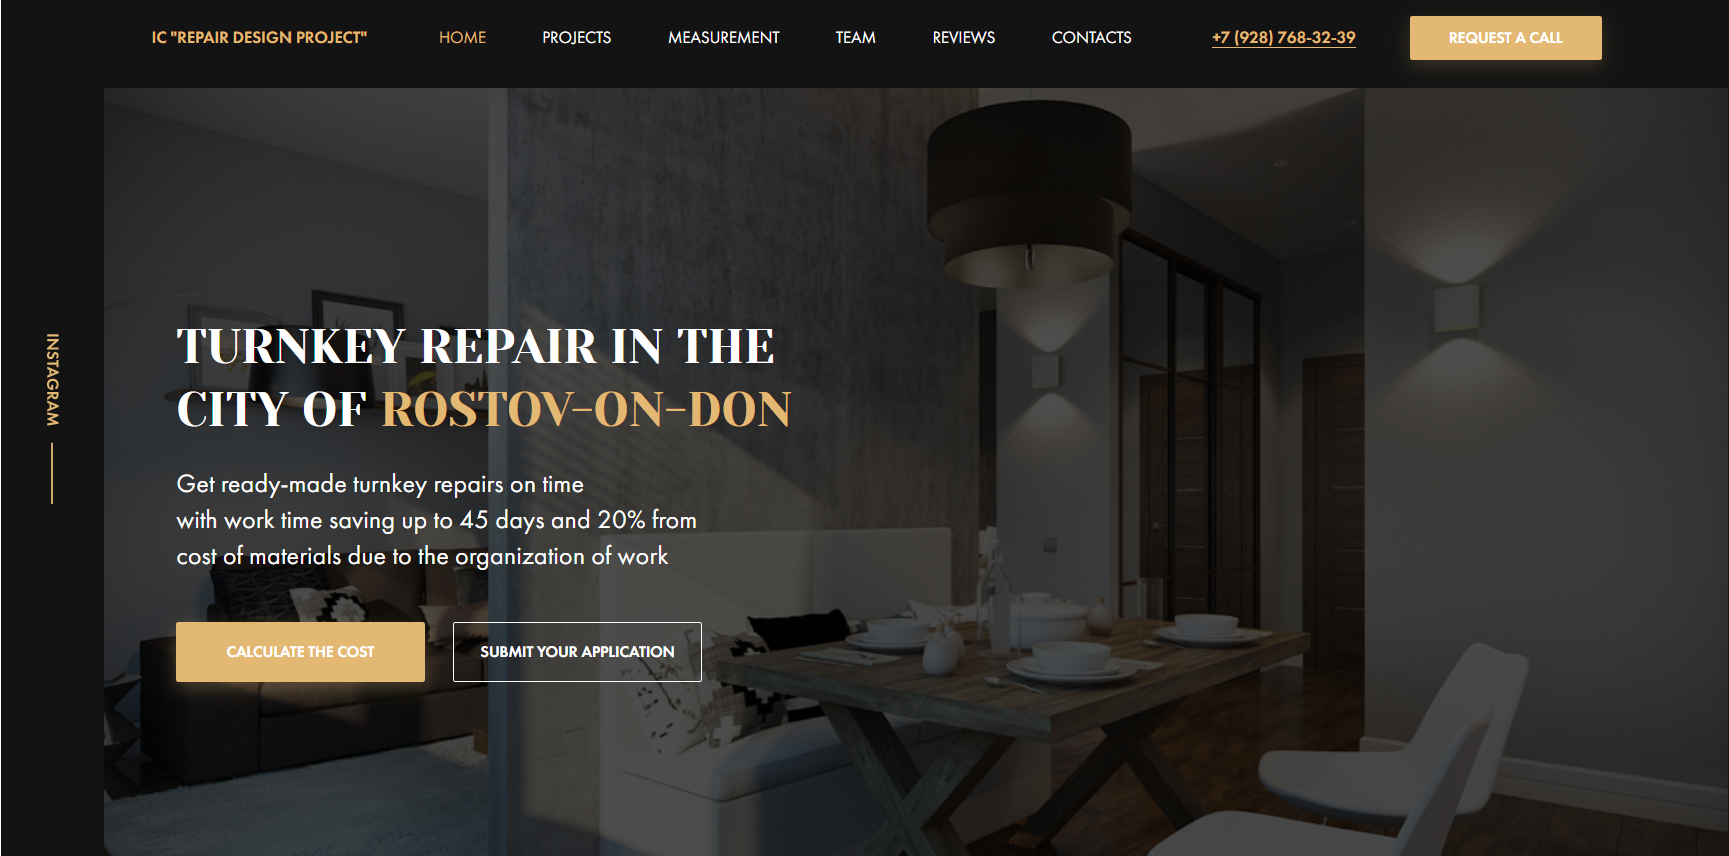 IC "REPAIR DESIGN PROJECT"
HOME
PROJECTS
MEASUREMENT
TEAM
REVIEWS
CONTACTS
+7 (928) 768-32-39
REQUEST A CALL
INSTAGRAM
TURNKEY REPAIR IN THE
CITY OF ROSTOV-ON-DON
Get ready-made turnkey repairs on time
with work time saving up to 45 days and 20% from
cost of materials due to the organization of work
CALCULATE THE COST
SUBMIT YOUR APPLICATION